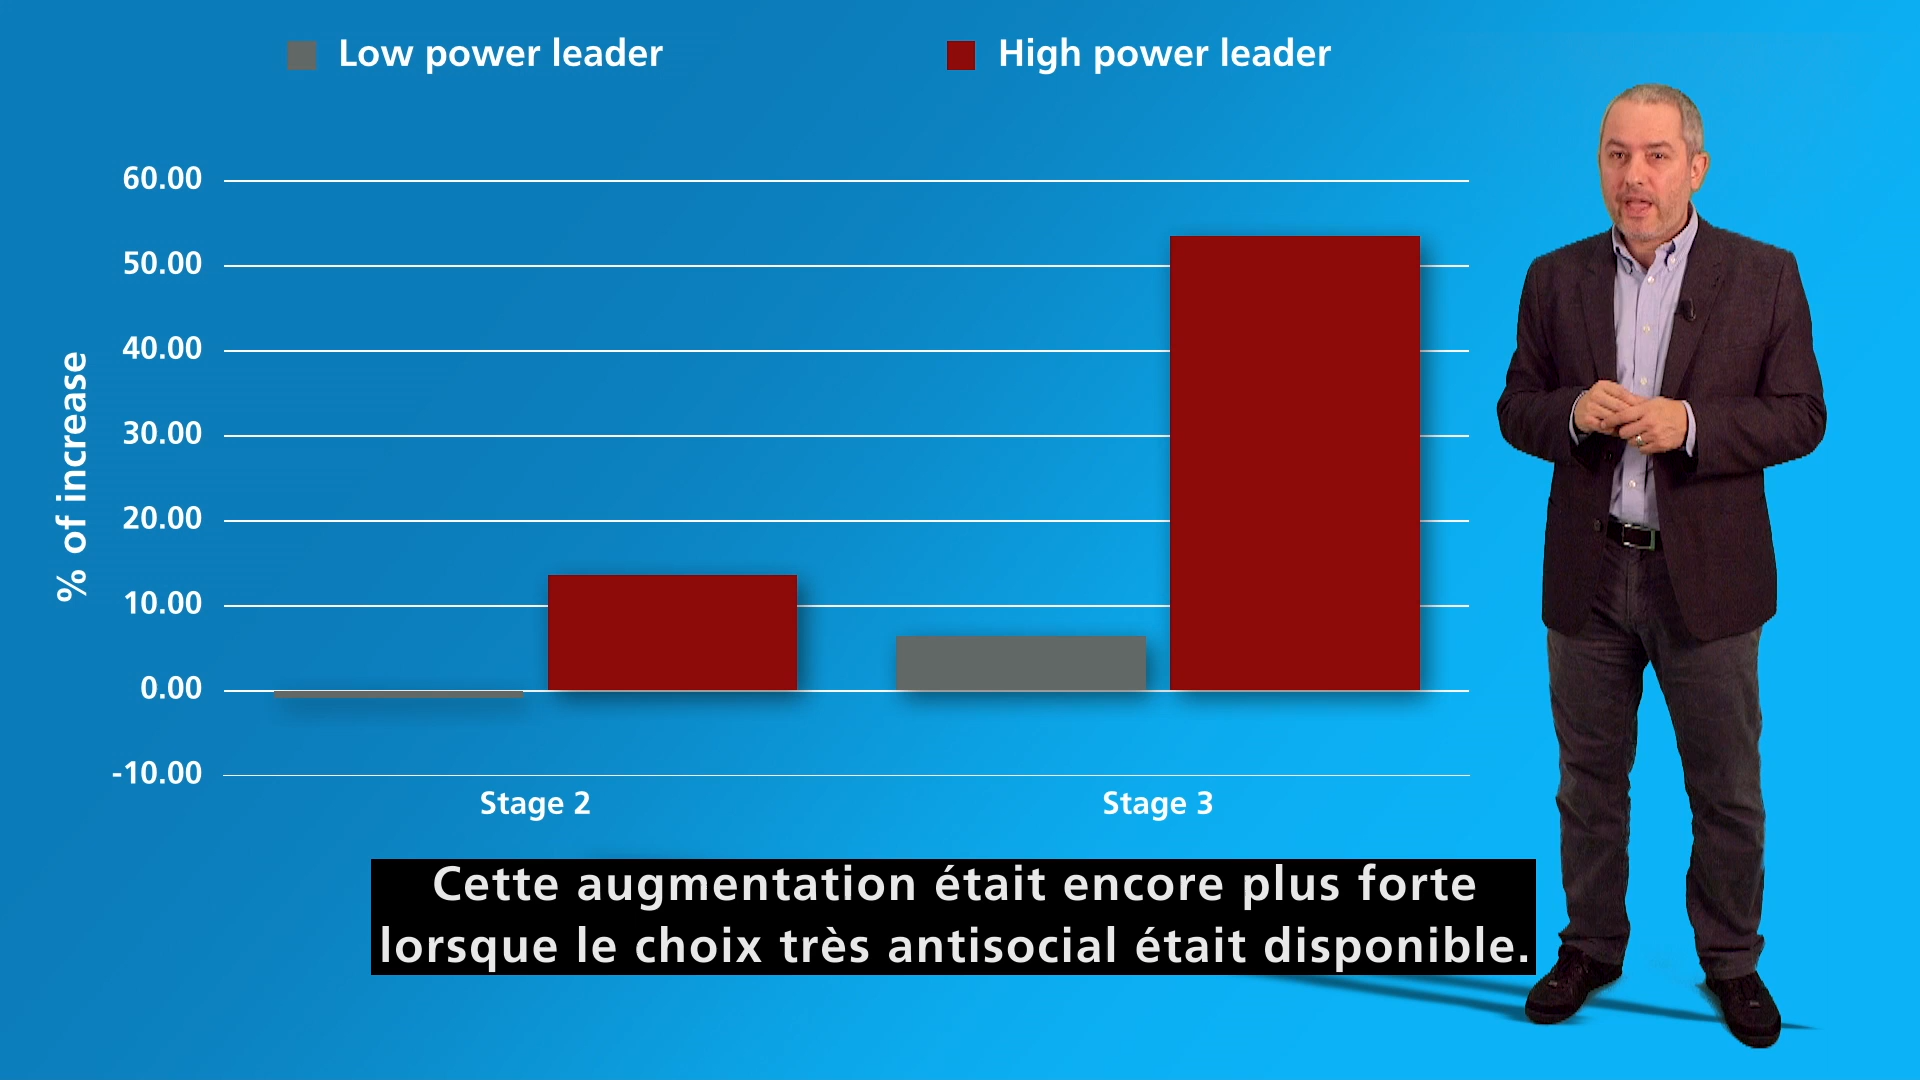 Low power leader
High power leader
60.00
50.00
40.00
30.00
20.00
10.00
0.00
-10.00
% of increase
Stage 2
Stage 3
Cette augmentation était encore plus forte
lorsque le choix très antisocial était disponible.